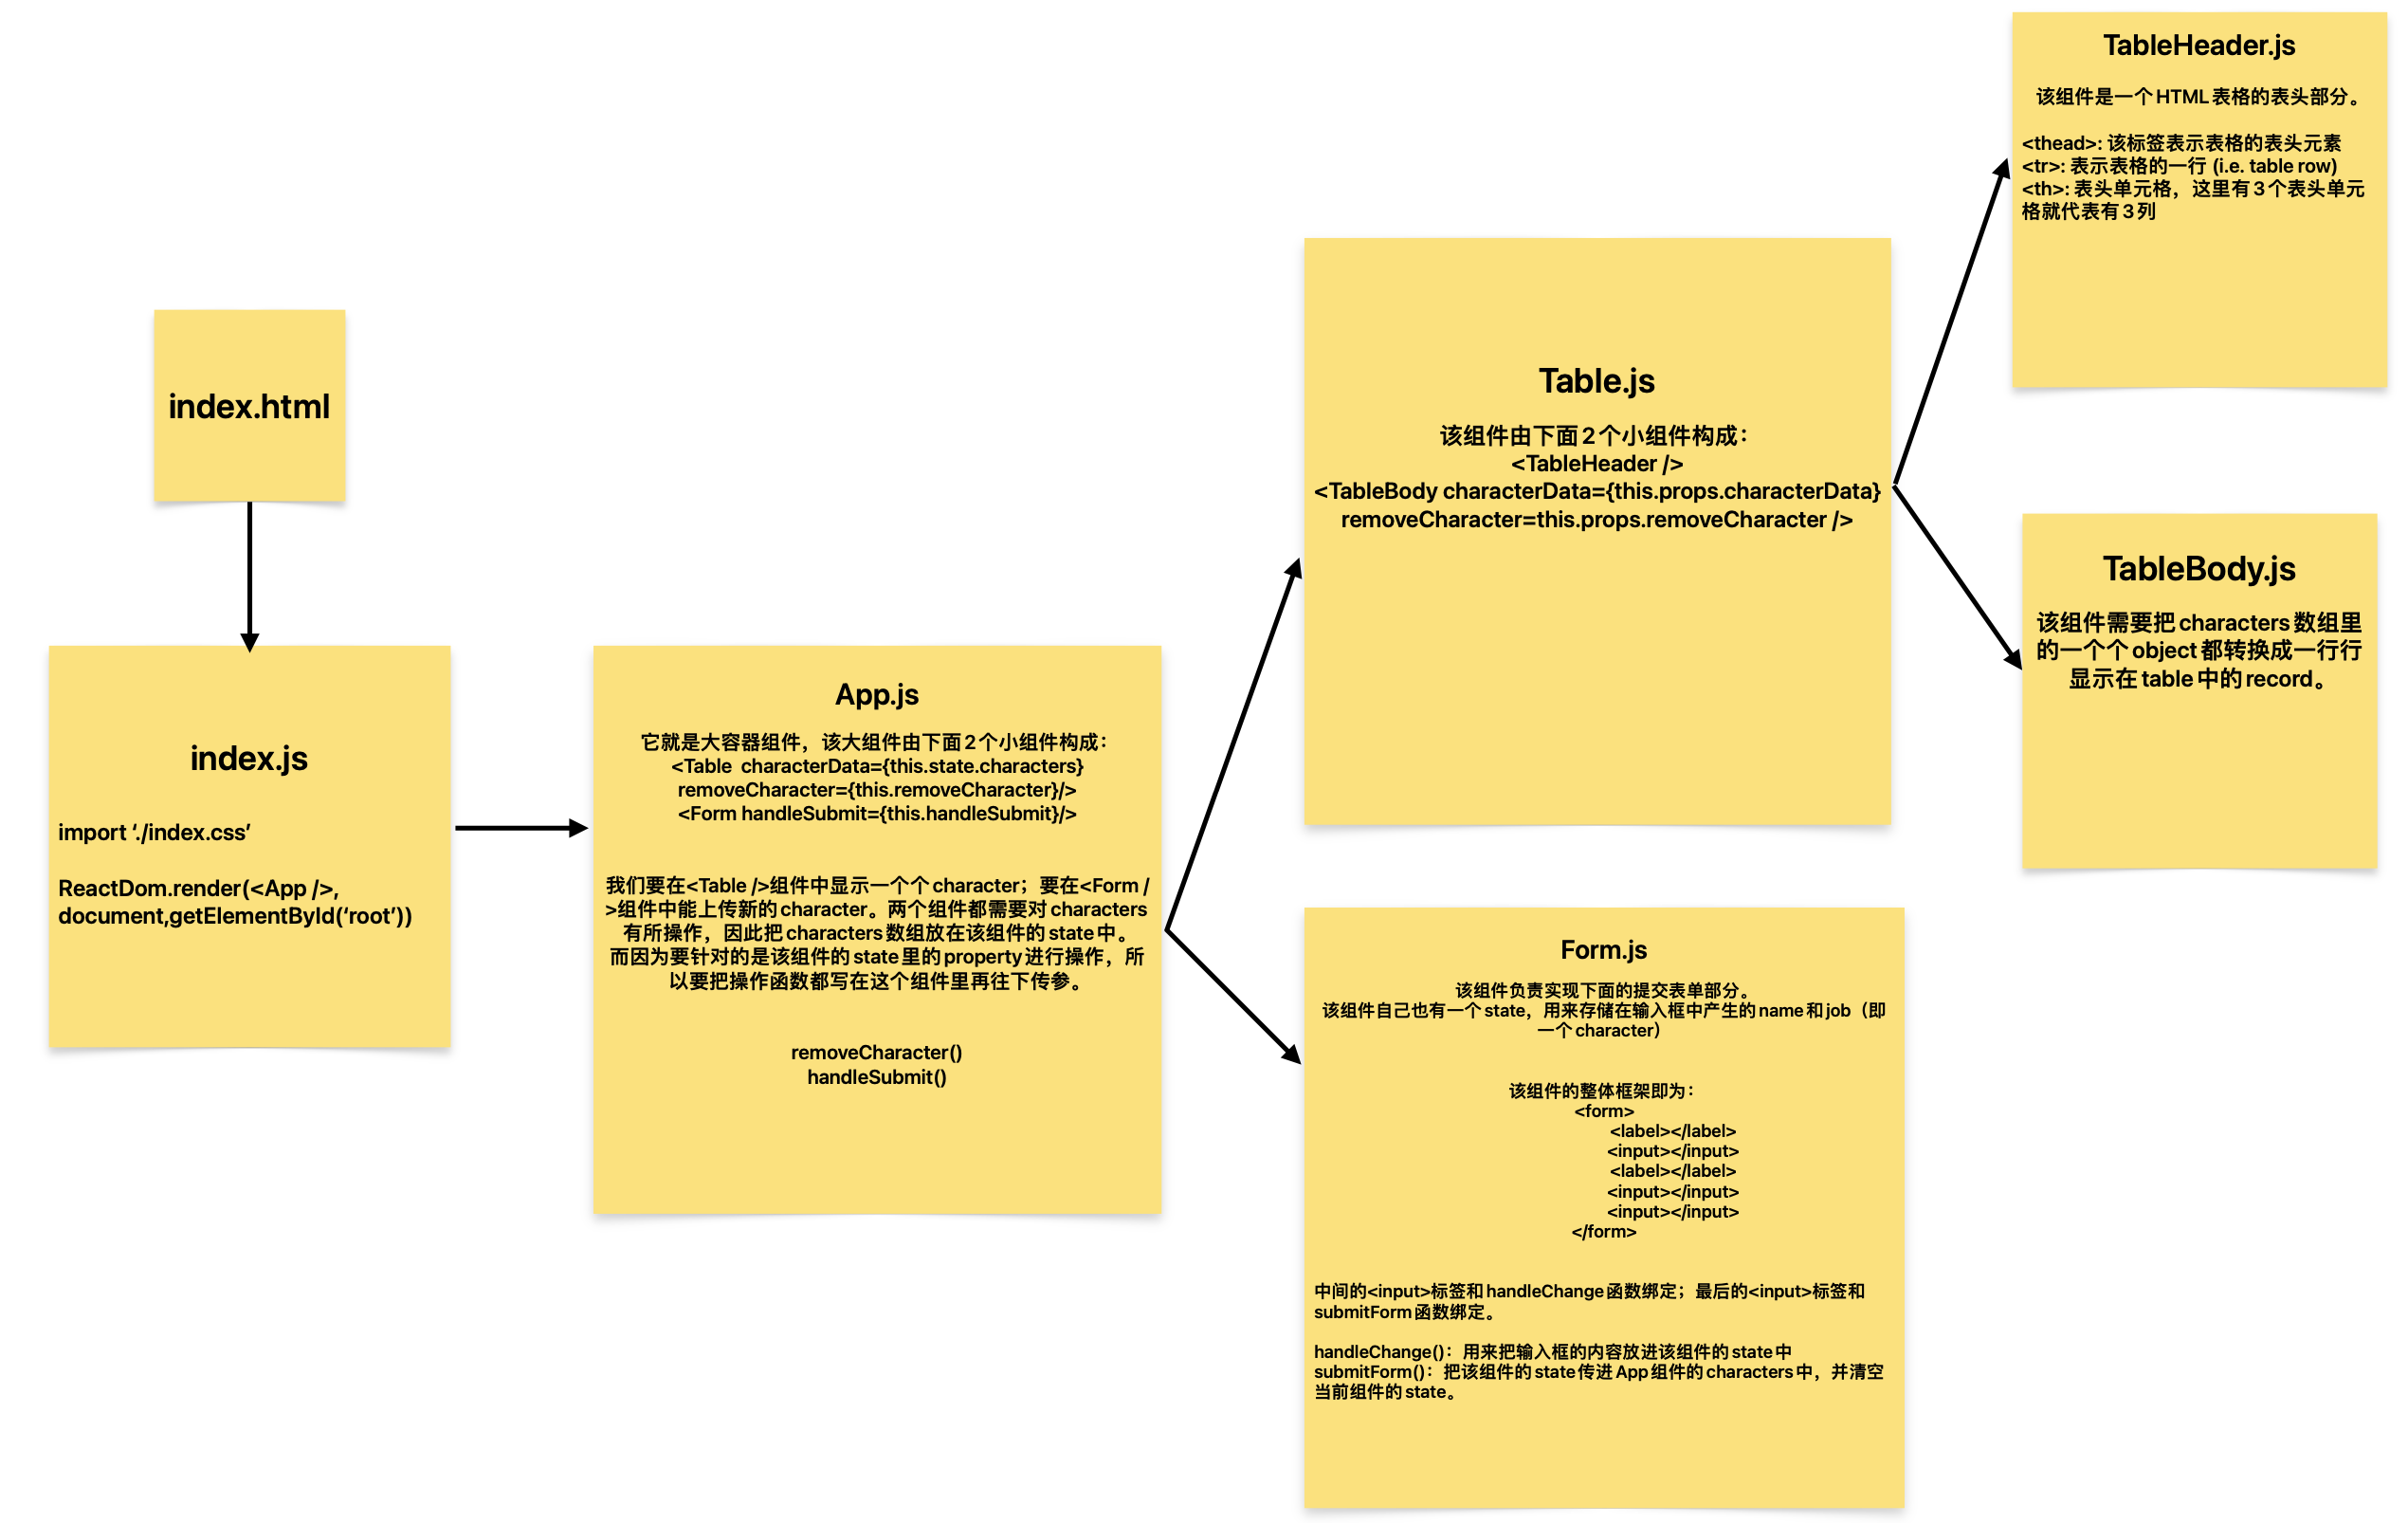 index.html
index.js
import ‘./index.css’
ReactDom.render(<App />,
document,getElementById(‘root’))
App.js
它就是大容器组件，该大组件由下面2个小组件构成：
<Table  characterData={this.state.characters}
removeCharacter={this.removeCharacter}/>
<Form handleSubmit={this.handleSubmit}/>
我们要在<Table />组件中显示一个个character；要在<Form /
>组件中能上传新的character。两个组件都需要对characters
有所操作，因此把characters数组放在该组件的state中。
而因为要针对的是该组件的state里的property进行操作，所
以要把操作函数都写在这个组件里再往下传参。
removeCharacter()
handleSubmit()
Table.js
该组件由下面2个小组件构成：
<TableHeader />
<TableBody characterData={this.props.characterData}
removeCharacter=this.props.removeCharacter />
TableHeader.js
该组件是一个HTML表格的表头部分。
<thead>: 该标签表示表格的表头元素
<tr>: 表示表格的一行 (i.e. table row)
<th>: 表头单元格，这里有3个表头单元
格就代表有3列
TableBody.js
该组件需要把characters数组里
的一个个object都转换成一行行
显示在table中的record。
Form.js
该组件负责实现下面的提交表单部分。
该组件自己也有一个state，用来存储在输入框中产生的name和job（即
一个character）
该组件的整体框架即为：
<form>
<label></label>
<input></input>
<label></label>
<input></input>
<input></input>
</form>
中间的<input>标签和handleChange函数绑定；最后的<input>标签和
submitForm函数绑定。
handleChange()：用来把输入框的内容放进该组件的state中
submitForm()：把该组件的state传进App组件的characters中，并清空
当前组件的state。